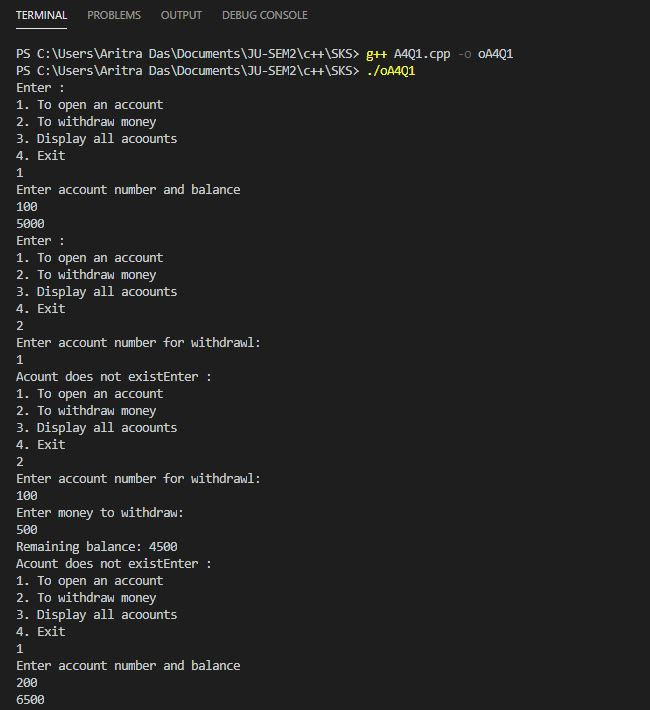 TERMINAL PROBLEMS OUTPUT DEBUG CONSOLE
PS C:\Users\Aritra Das\Documents\JU-SEM2\c++\SKS> g++ A4Q1.cpp -o oA4Q1
PS C:\Users\Aritra Das\Documents\JU-SEM2\c++\SKS> ./oA4Q1
Enter :
1. To open an account
2. To withdraw money
3. Display all acoounts
4. Exit
1
Enter account number and balance
100
5000
Enter :
1. To open an account
2. To withdraw money
3. Display all acoounts
4. Exit
2
Enter account number for withdrawl:
1
Acount does not existEnter :
1. To open an account
2. To withdraw money
3. Display all acoounts
4. Exit
2
Enter account number for withdrawl:
100
Enter money to withdraw:
500
Remaining balance: 4500
Acount does not existEnter :
1. To open an account
2. To withdraw money
3. Display all acoounts
4. Exit
1
Enter account number and balance
200
6500